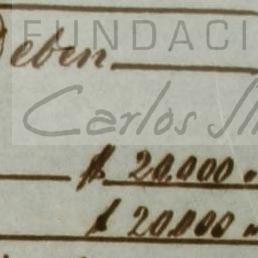 FUNDACI
Deben
Carlos Sl
$ 20.000
$ 20.000